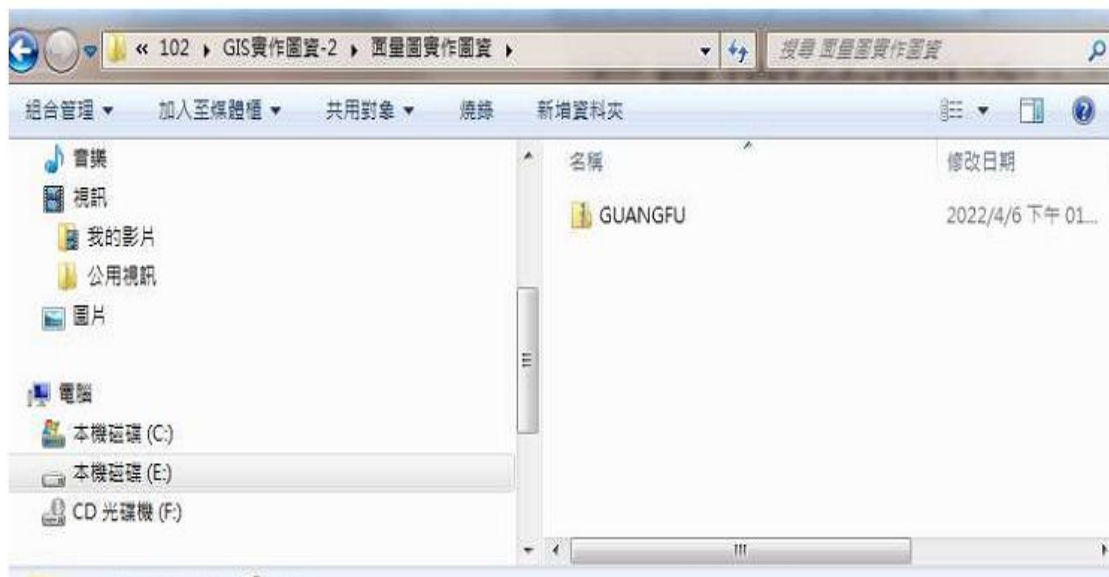 « 102 ▸ GIS實作圖資-2 ▸ 面量圖實作圖資 ▸
搜尋 面量圖實作圖資
組合管理 ▼ 加入至媒體櫃 ▼ 共用對象 ▼ 燒錄 新增資料夾
音樂
視訊
我的影片
公用視訊
圖片
電腦
本機磁碟 (C:)
本機磁碟 (E:)
CD 光碟機 (F:)
名稱 修改日期
GUANGFU 2022/4/6 下午 01...